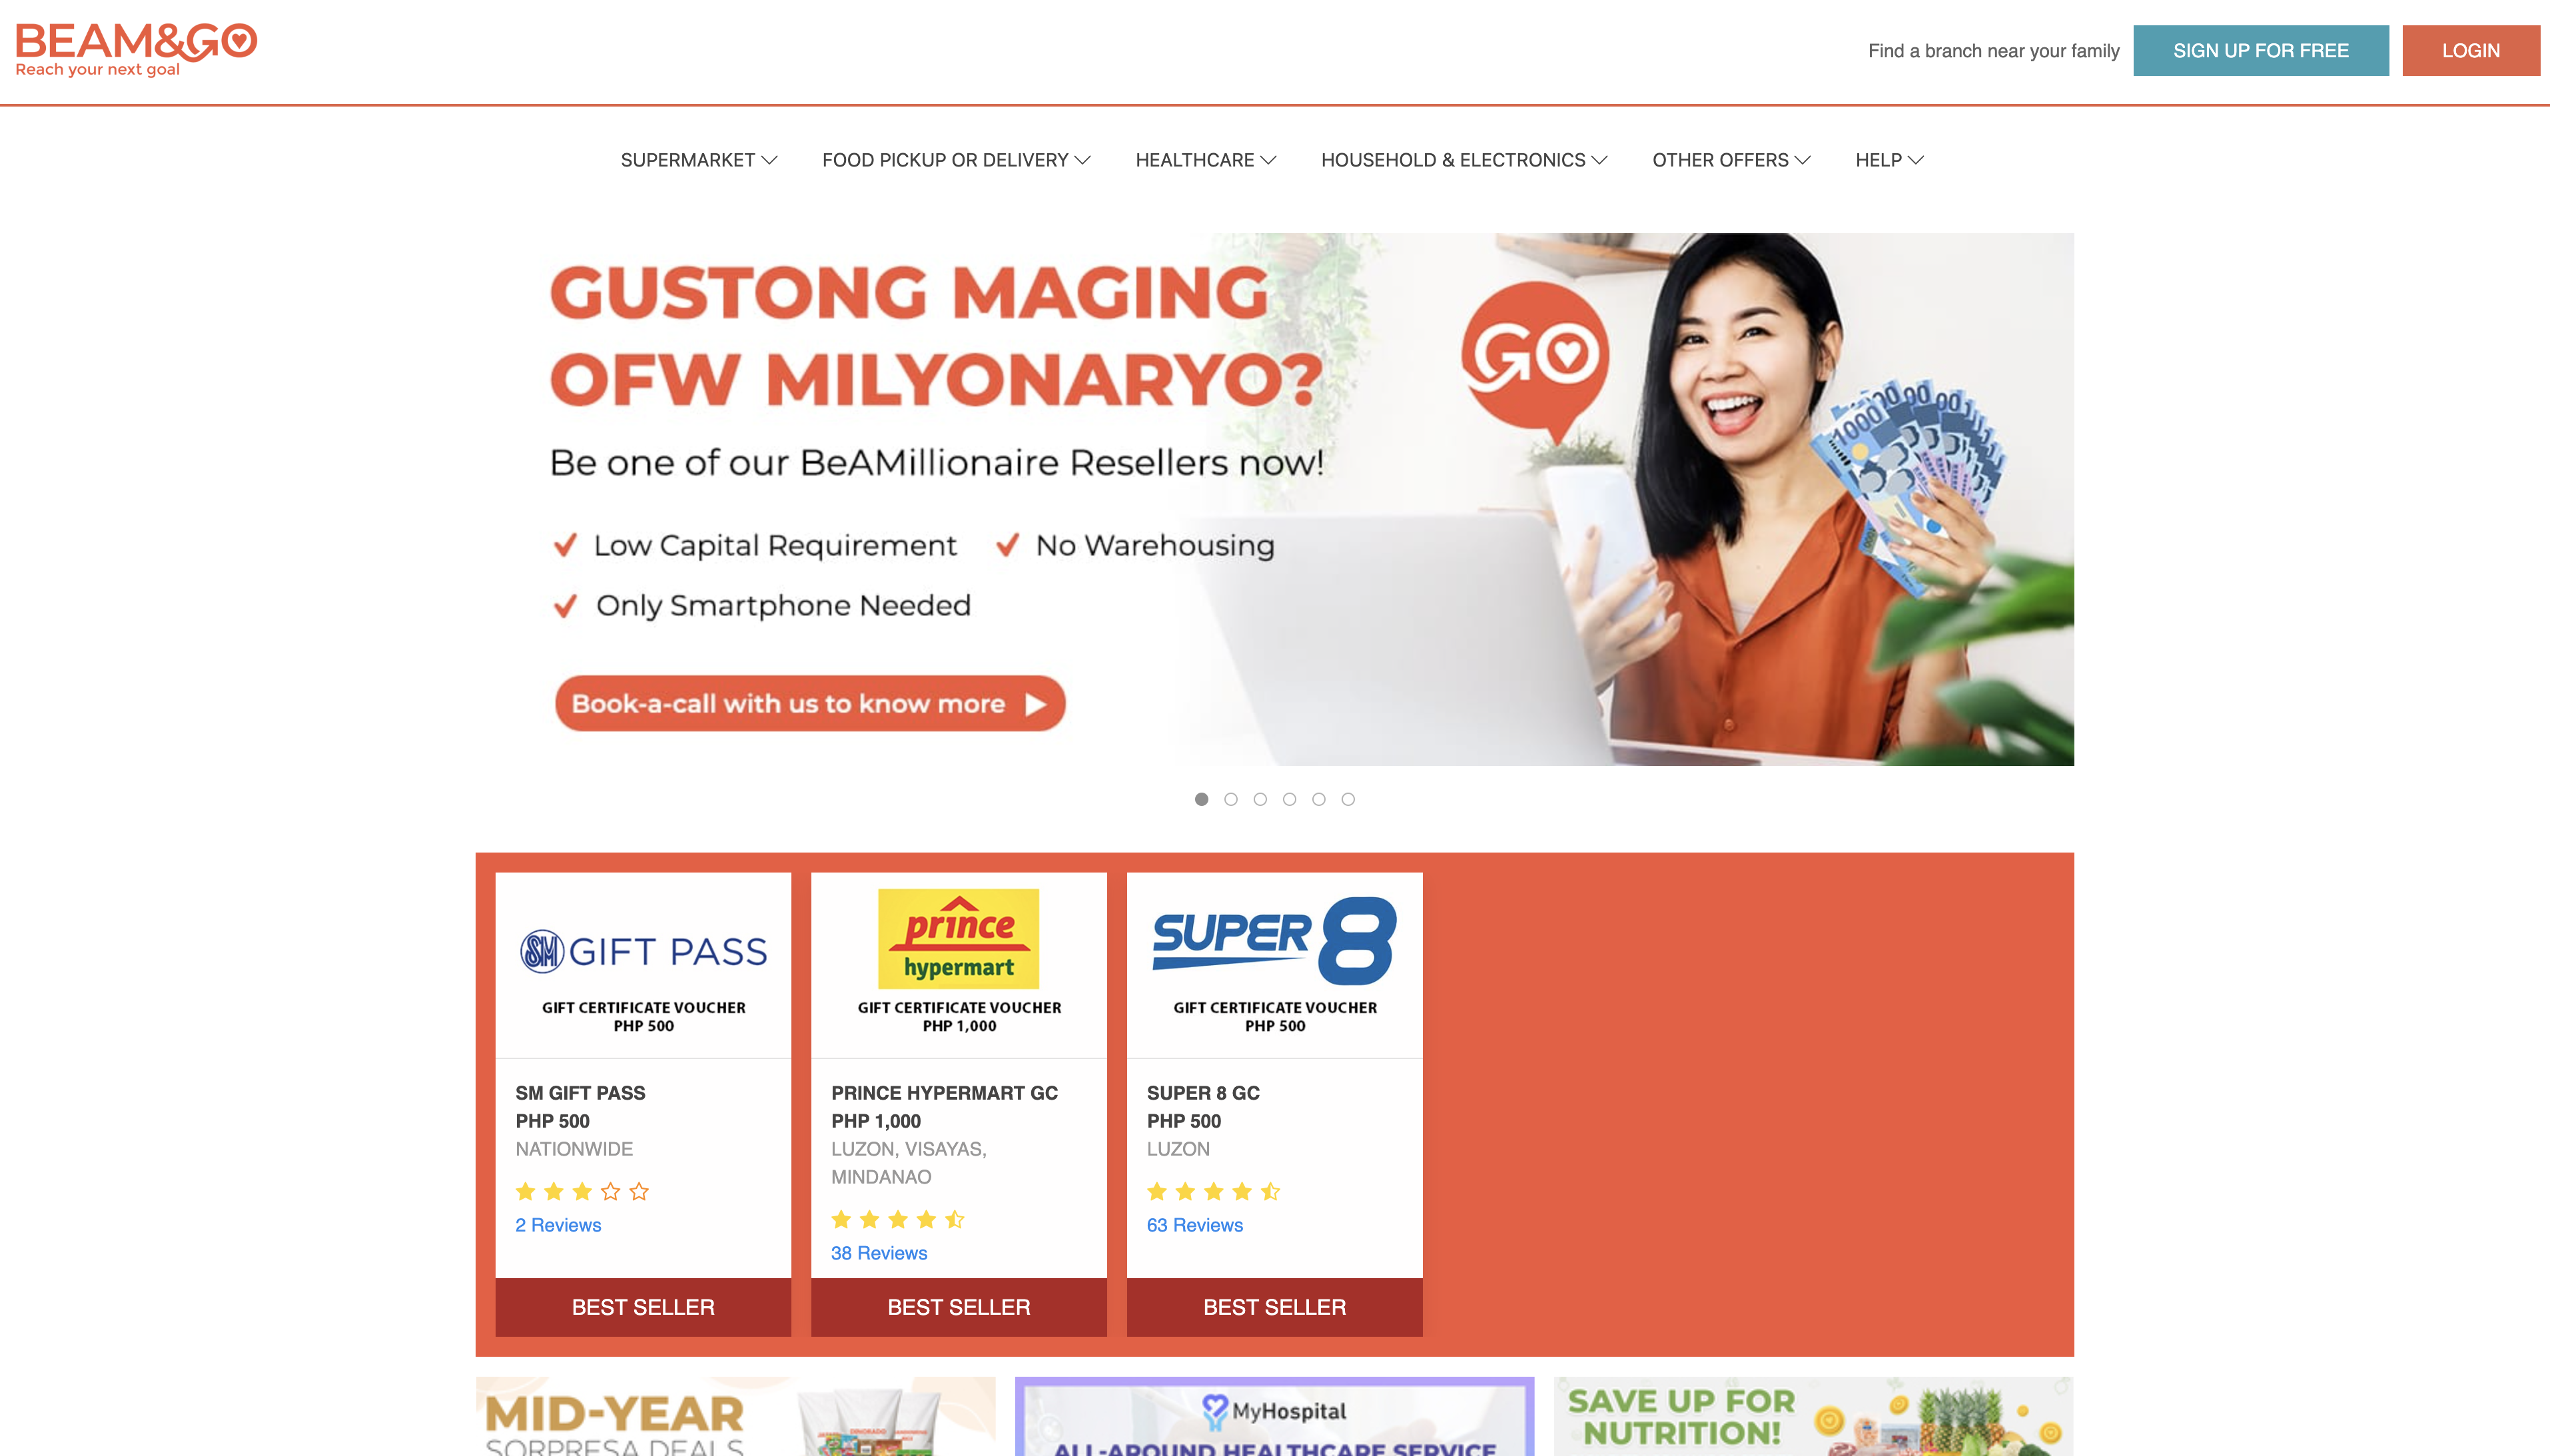 BEAM&GO
Reach your next goal
Find a branch near your family
SIGN UP FOR FREE
LOGIN
SUPERMARKET
FOOD PICKUP OR DELIVERY
HEALTHCARE
HOUSEHOLD & ELECTRONICS
OTHER OFFERS
HELP
GUSTONG MAGING
OFW MILYONARYO?
Be one of our BeAMillionaire Resellers now!
Low Capital Requirement
No Warehousing
Only Smartphone Needed
Book-a-call with us to know more
GO
1000
SM GIFT PASS
GIFT CERTIFICATE VOUCHER
PHP 500
SM GIFT PASS
PHP 500
NATIONWIDE
2 Reviews
BEST SELLER
prince
hypermart
GIFT CERTIFICATE VOUCHER
PHP 1,000
PRINCE HYPERMART GC
PHP 1,000
LUZON, VISAYAS,
MINDANAO
38 Reviews
BEST SELLER
SUPER 8
GIFT CERTIFICATE VOUCHER
PHP 500
SUPER 8 GC
PHP 500
LUZON
63 Reviews
BEST SELLER
MID-YEAR
SORPRESA DEALS
MyHospital
ALL-AROUND HEALTHCARE SERVICE
SAVE UP FOR
NUTRITION!